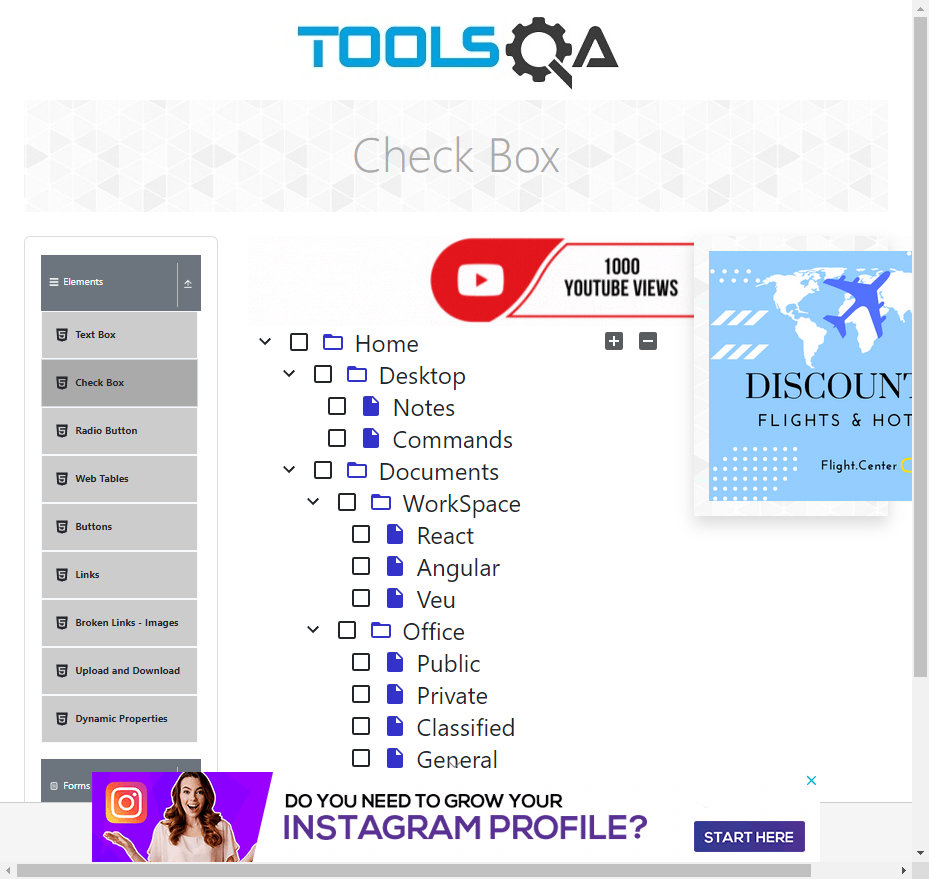 TOOLSQA
Check Box
Elements
Text Box
Check Box
Radio Button
Web Tables
Buttons
Links
Broken Links - Images
Upload and Download
Dynamic Properties
Forms
1000
YOUTUBE VIEWS
Home
Desktop
Notes
Commands
Documents
WorkSpace
React
Angular
Veu
Office
Public
Private
Classified
General
DISCOUNT
FLIGHTS & HOT
Flight.Center
DO YOU NEED TO GROW YOUR
INSTAGRAM PROFILE?
START HERE